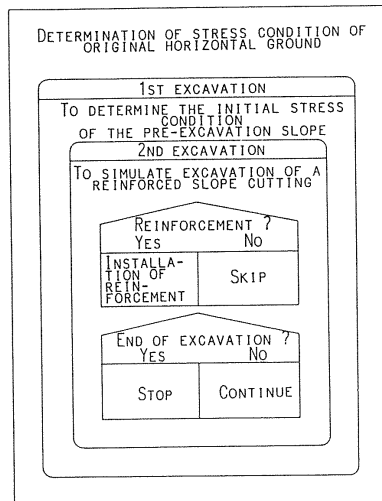 DETERMINATION OF STRESS CONDITION OF
ORIGINAL HORIZONTAL GROUND
1ST EXCAVATION
TO DETERMINE THE INITIAL STRESS
CONDITION
OF THE PRE-EXCAVATION SLOPE
2ND EXCAVATION
TO SIMULATE EXCAVATION OF A
REINFORCED SLOPE CUTTING
REINFORCEMENT ?
YES NO
INSTALLA-
TION OF
REIN-
FORCEMENT
SKIP
END OF EXCAVATION ?
YES NO
STOP CONTINUE